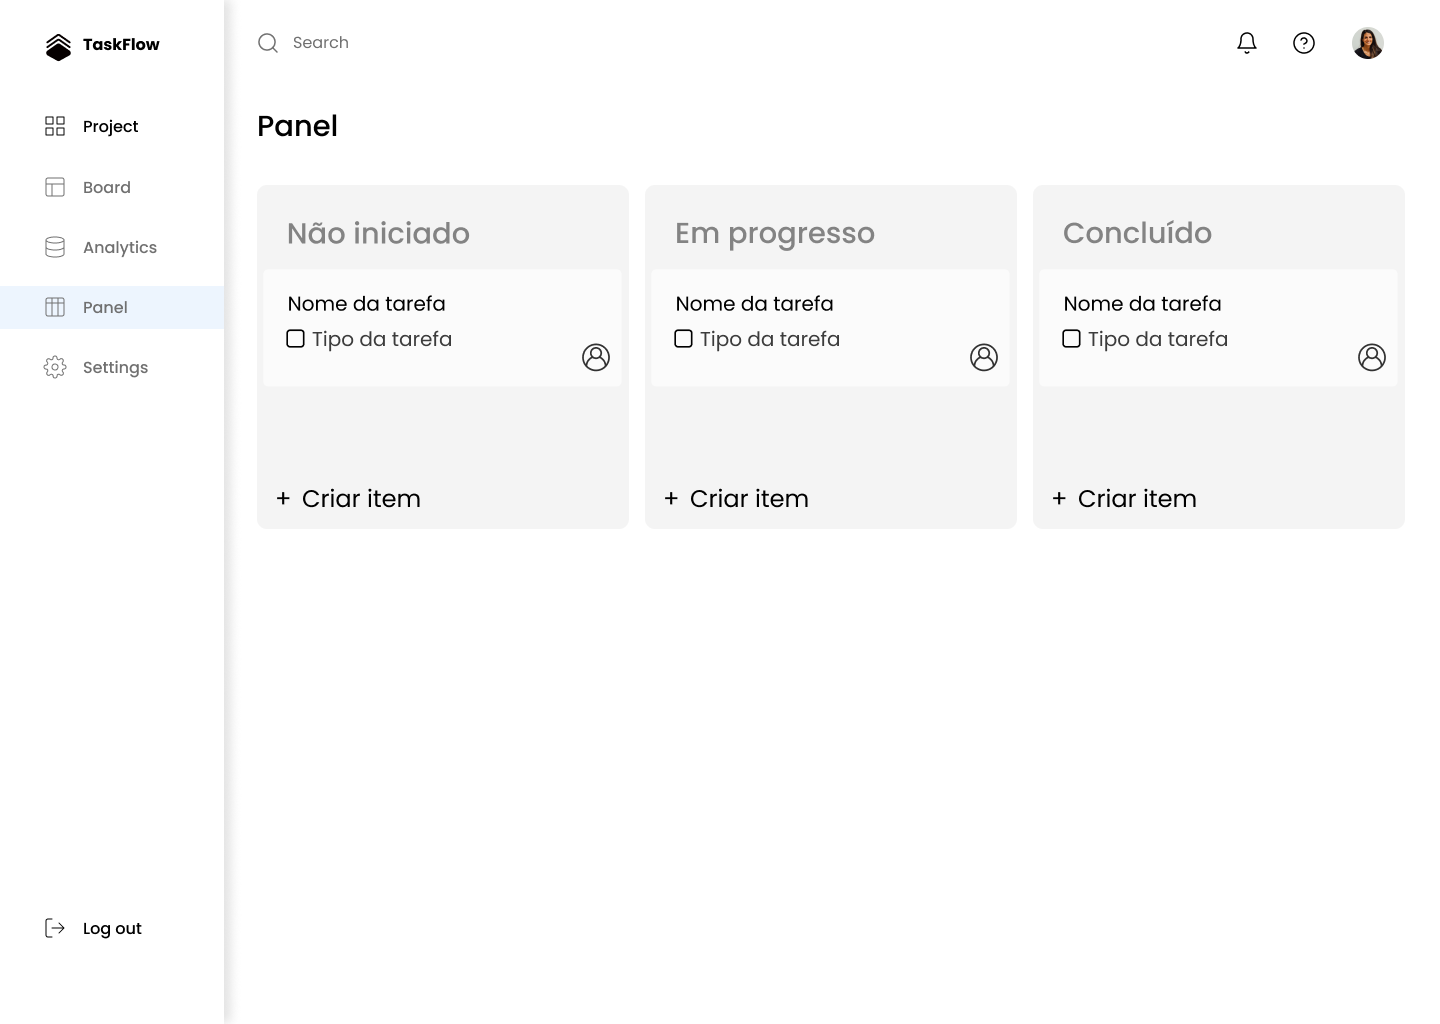 TaskFlow
Search
Project
Board
Analytics
Panel
Settings
Log out
Panel
Não iniciado
Nome da tarefa
Tipo da tarefa
+ Criar item
Em progresso
Nome da tarefa
Tipo da tarefa
+ Criar item
Concluído
Nome da tarefa
Tipo da tarefa
+ Criar item